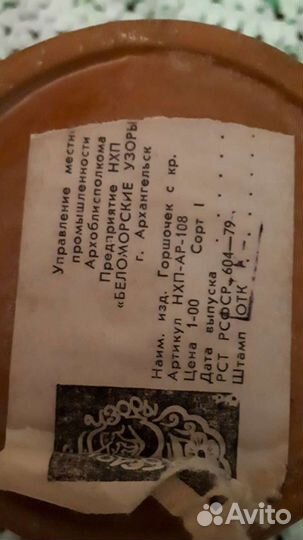 Управление местн
промышленности
Архоблисполкома
Предприятие НХП
«БЕЛОМОРСКИЕ УЗОРЫ
г. Архангельск
Наим. изд. Горшочек с кр.
Артикул НХП-АР-108
Цена 1-00 Сорт I
Дата выпуска . . . . .
РСТ РСФСР 604—79
Штамп ОТК . . .
Avito